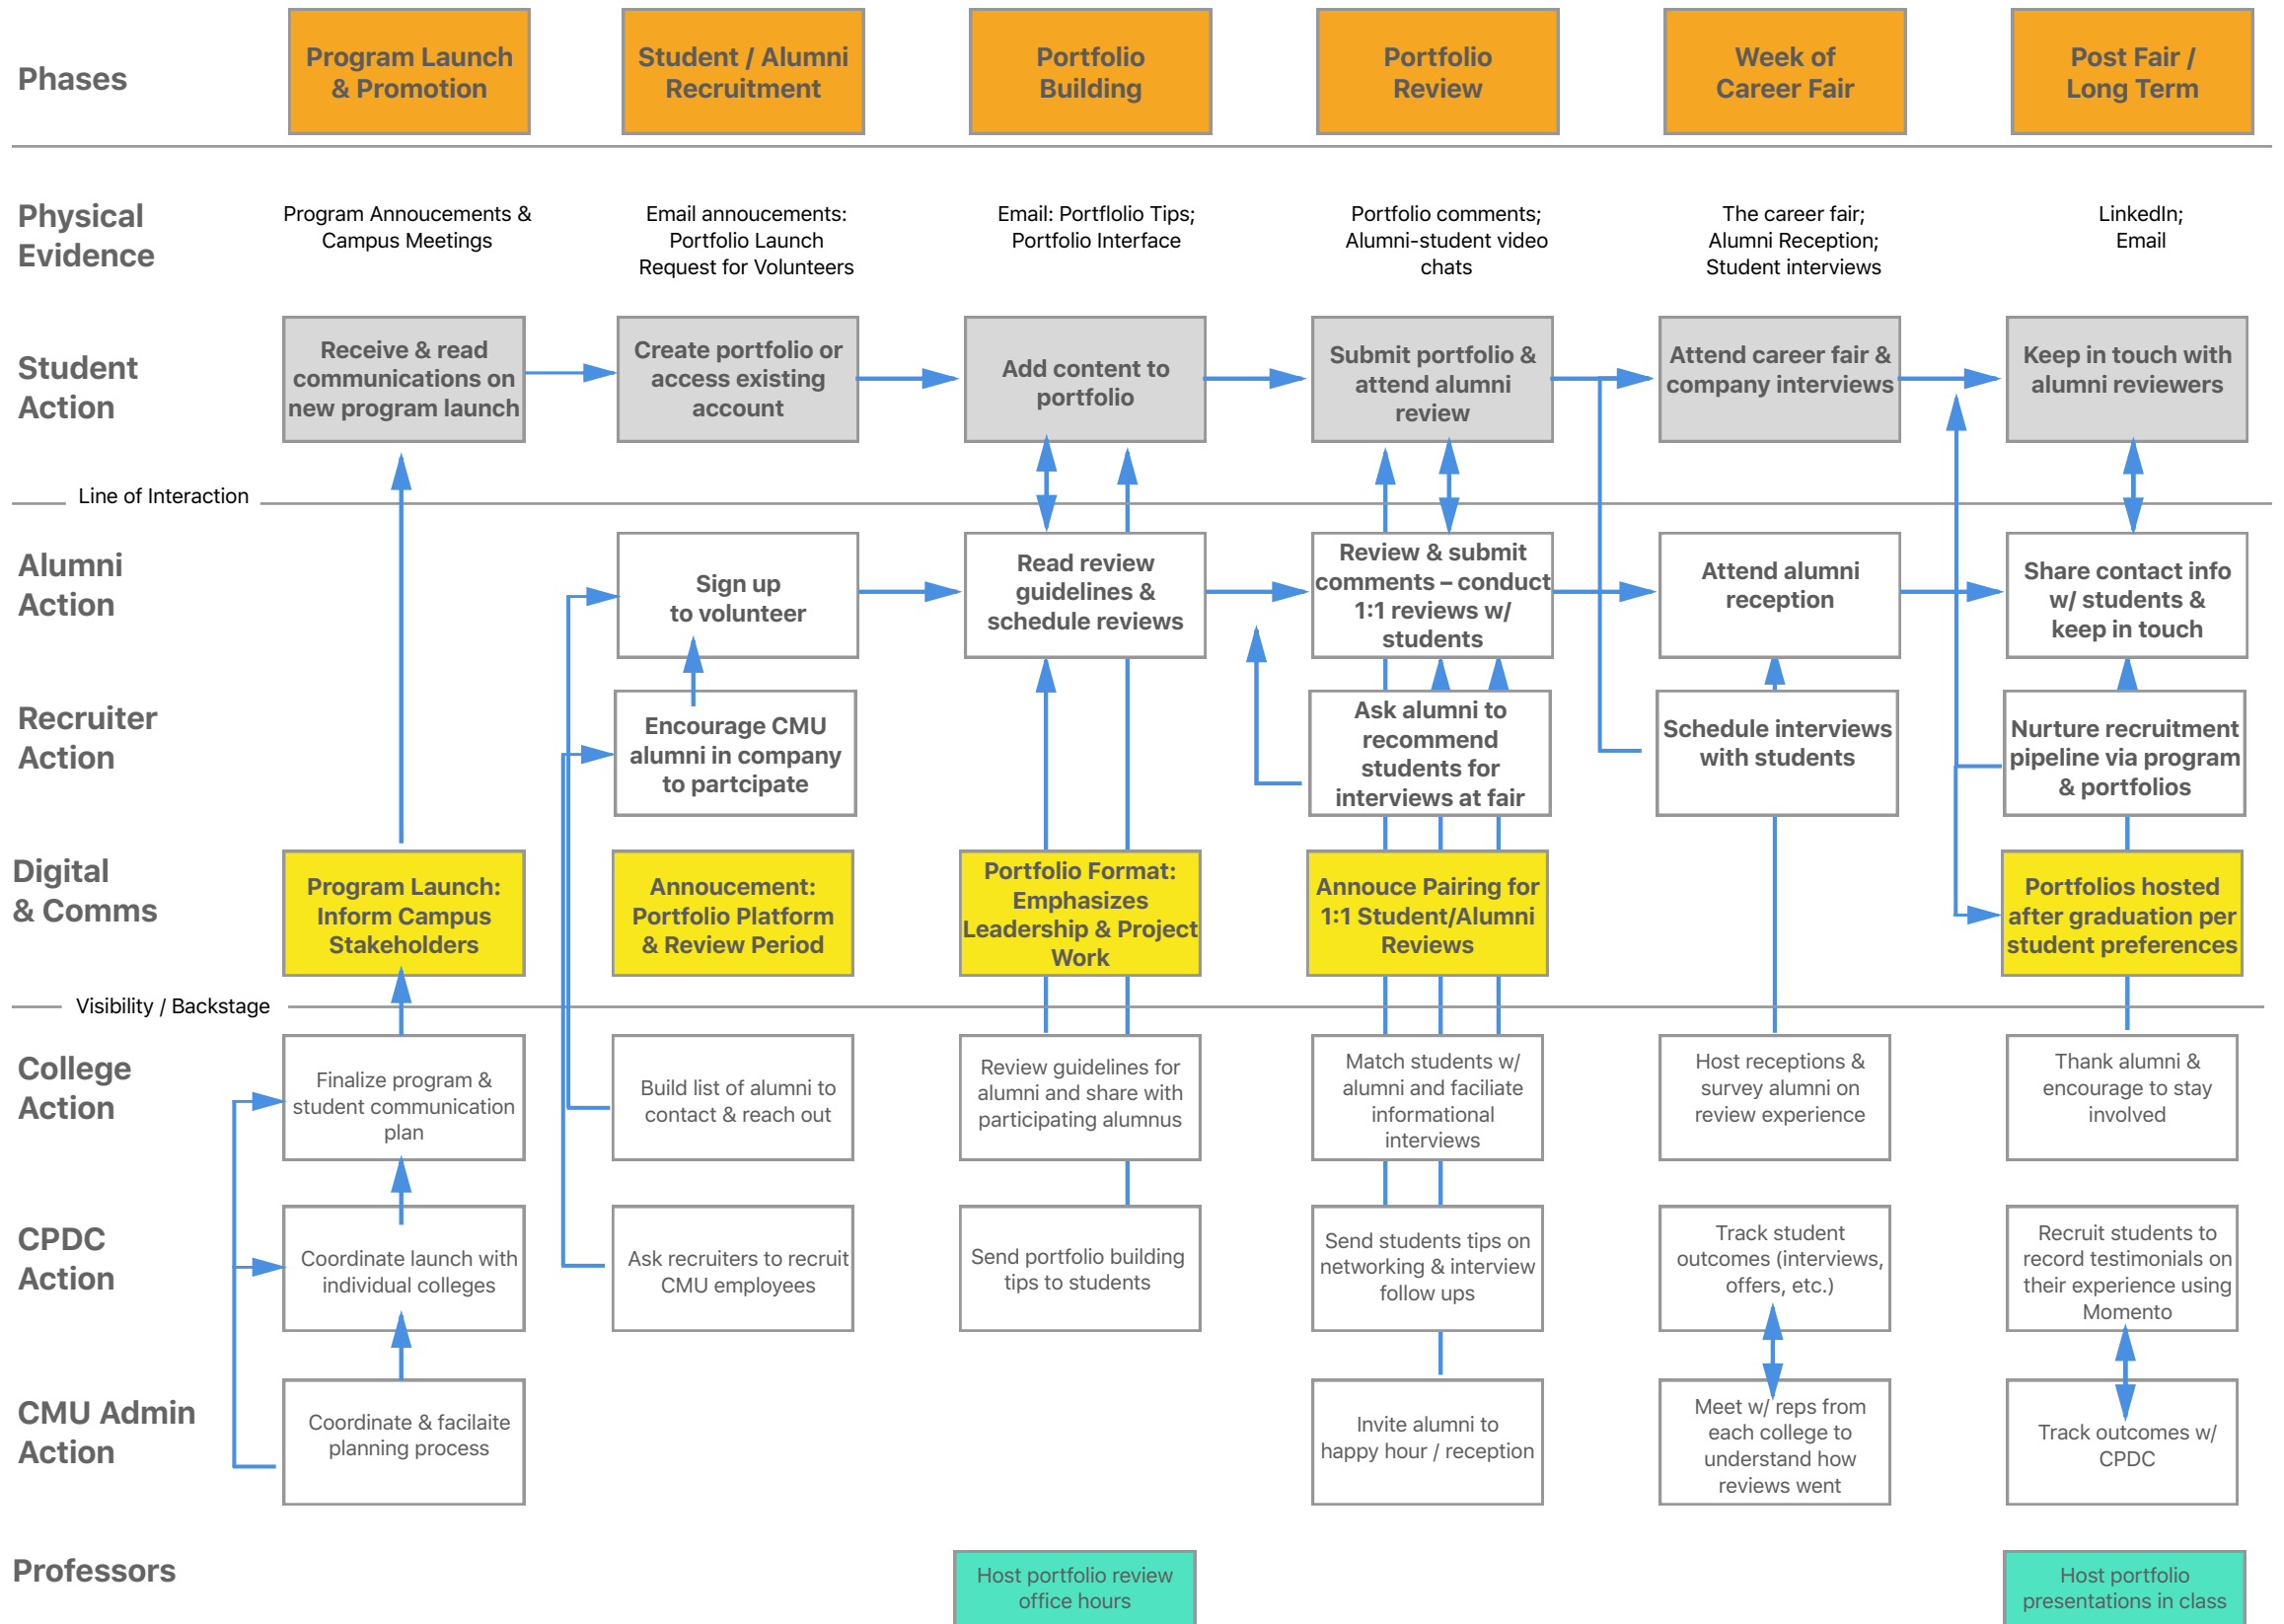 Phases
Program Launch
& Promotion
Student / Alumni
Recruitment
Portfolio
Building
Portfolio
Review
Week of
Career Fair
Post Fair /
Long Term
Physical
Evidence
Program Annoucements &
Campus Meetings
Email annoucements:
Portfolio Launch
Request for Volunteers
Email: Portflolio Tips;
Portfolio Interface
Portfolio comments;
Alumni-student video
chats
The career fair;
Alumni Reception;
Student interviews
LinkedIn;
Email
Student
Action
Receive & read
communications on
new program launch
Create portfolio or
access existing
account
Add content to
portfolio
Submit portfolio &
attend alumni
review
Attend career fair &
company interviews
Keep in touch with
alumni reviewers
Line of Interaction
Alumni
Action
Sign up
to volunteer
Read review
guidelines &
schedule reviews
Review & submit
comments – conduct
1:1 reviews w/
students
Attend alumni
reception
Share contact info
w/ students &
keep in touch
Recruiter
Action
Encourage CMU
alumni in company
to partcipate
Ask alumni to
recommend
students for
interviews at fair
Schedule interviews
with students
Nurture recruitment
pipeline via program
& portfolios
Digital
& Comms
Program Launch:
Inform Campus
Stakeholders
Annoucement:
Portfolio Platform
& Review Period
Portfolio Format:
Emphasizes
Leadership & Project
Work
Annouce Pairing for
1:1 Student/Alumni
Reviews
Portfolios hosted
after graduation per
student preferences
Visibility / Backstage
College
Action
Finalize program &
student communication
plan
Build list of alumni to
contact & reach out
Review guidelines for
alumni and share with
participating alumnus
Match students w/
alumni and faciliate
informational
interviews
Host receptions &
survey alumni on
review experience
Thank alumni &
encourage to stay
involved
CPDC
Action
Coordinate launch with
individual colleges
Ask recruiters to recruit
CMU employees
Send portfolio building
tips to students
Send students tips on
networking & interview
follow ups
Track student
outcomes (interviews,
offers, etc.)
Recruit students to
record testimonials on
their experience using
Momento
CMU Admin
Action
Coordinate & facilaite
planning process
Invite alumni to
happy hour / reception
Meet w/ reps from
each college to
understand how
reviews went
Track outcomes w/
CPDC
Professors
Host portfolio review
office hours
Host portfolio
presentations in class